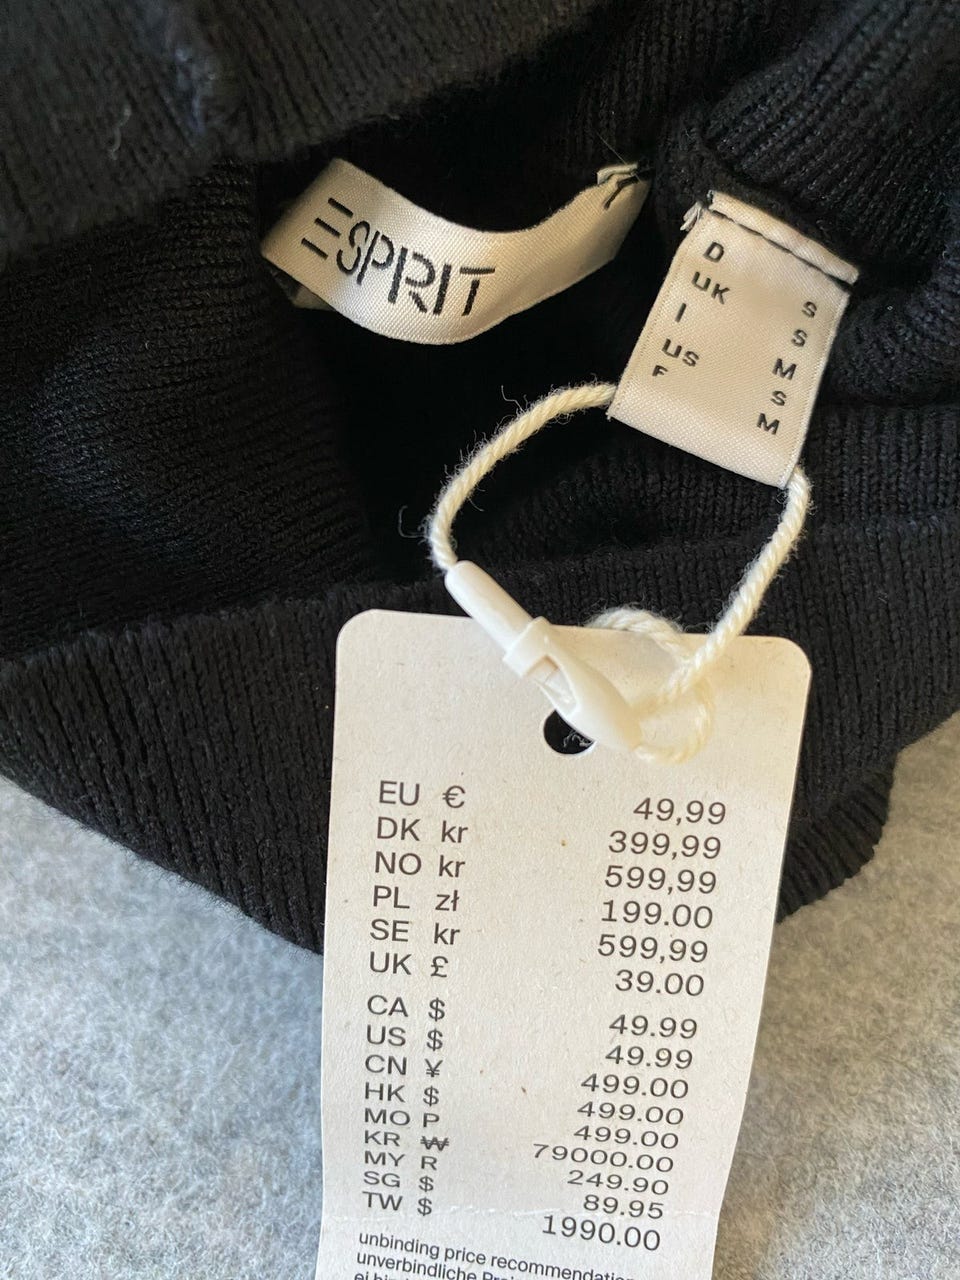 ESPRIT
D S
UK S
I M
US S
F M
EU € 49,99
DK kr 399,99
NO kr 599,99
PL zł 199.00
SE kr 599,99
UK £ 39.00
CA $ 49.99
US $ 49.99
CN ¥ 499.00
HK $ 499.00
MO P 499.00
KR ₩ 79000.00
MY R 249.90
SG $ 89.95
TW $ 1990.00
unbinding price recommendation
unverbindliche